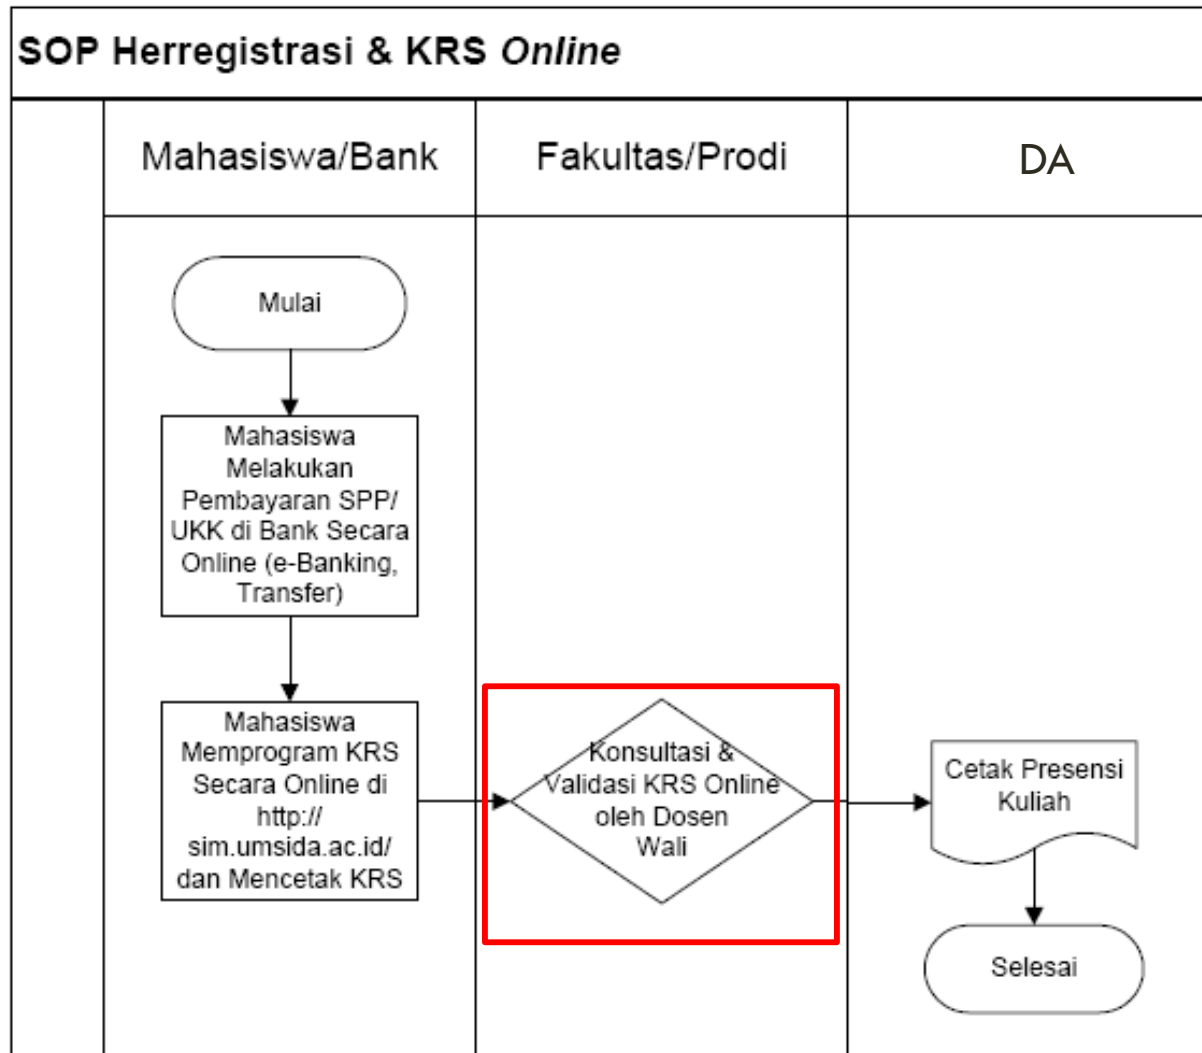 SOP Herregistrasi & KRS Online
Mahasiswa/Bank
Fakultas/Prodi
DA
Mulai
Mahasiswa
Melakukan
Pembayaran SPP/
UKK di Bank Secara
Online (e-Banking,
Transfer)
Mahasiswa
Memprogram KRS
Secara Online di
http://
sim.umsida.ac.id/
dan Mencetak KRS
Konsultasi &
Validasi KRS Online
oleh Dosen
Wali
Cetak Presensi
Kuliah
Selesai